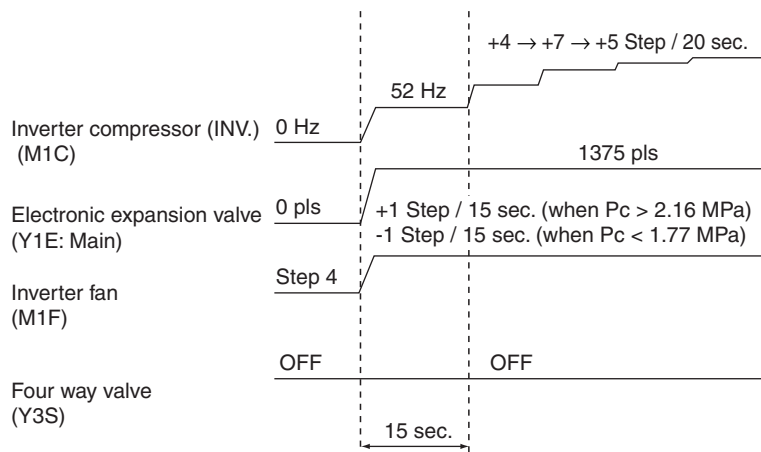 +4 → +7 → +5 Step / 20 sec.
52 Hz
Inverter compressor (INV.) 0 Hz
(M1C)
1375 pls
Electronic expansion valve 0 pls
(Y1E: Main)
+1 Step / 15 sec. (when Pc > 2.16 MPa)
-1 Step / 15 sec. (when Pc < 1.77 MPa)
Inverter fan Step 4
(M1F)
OFF OFF
Four way valve
(Y3S)
15 sec.